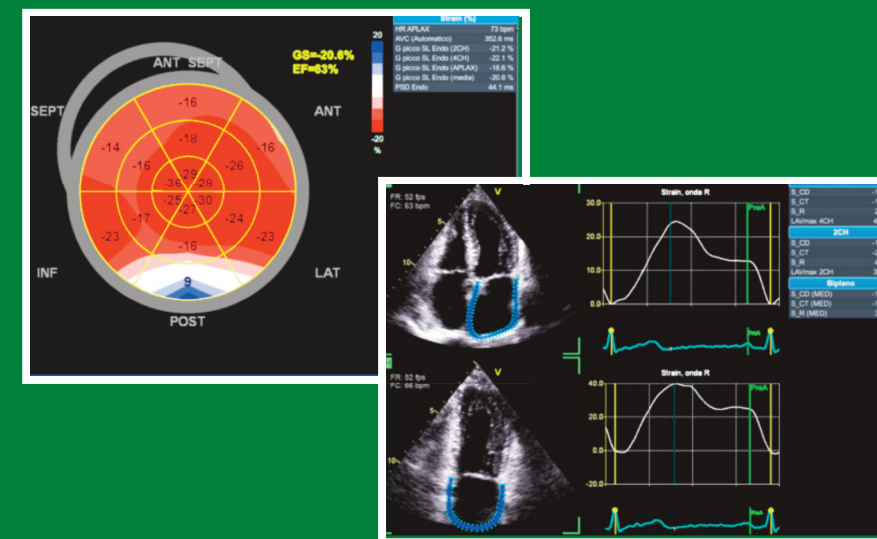 Strain (%)
HR APLAX 73 bpm
AVC (Automatico) 352.6 ms
G picco SL Endo (2CH) -21.2 %
G picco SL Endo (4CH) -22.1 %
G picco SL Endo (APLAX) -18.6 %
G picco SL Endo (media) -20.6 %
PSD Endo 44.1 ms
GS=-20.6%
EF=63%
20
-20
%
ANT SEPT
SEPT
ANT
INF
LAT
POST
-16
-14
-18
-16
-26
-29
-36
-28
-25
-30
-27
-17
-24
-23
-23
-16
9
FR: 52 fps
FC: 63 bpm
V
5
10
Strain, onda R
PreA
30.0
20.0
10.0
0.0
PreA
S_CD
S_CT
S_R
LAVmax 4CH
2CH
S_CD
S_CT
S_R
LAVmax 2CH
Biplano
S_CD (MED)
S_CT (MED)
S_R (MED)
FR: 52 fps
FC: 66 bpm
V
5
10
Strain, onda R
PreA
40.0
20.0
0.0
-20.0
PreA